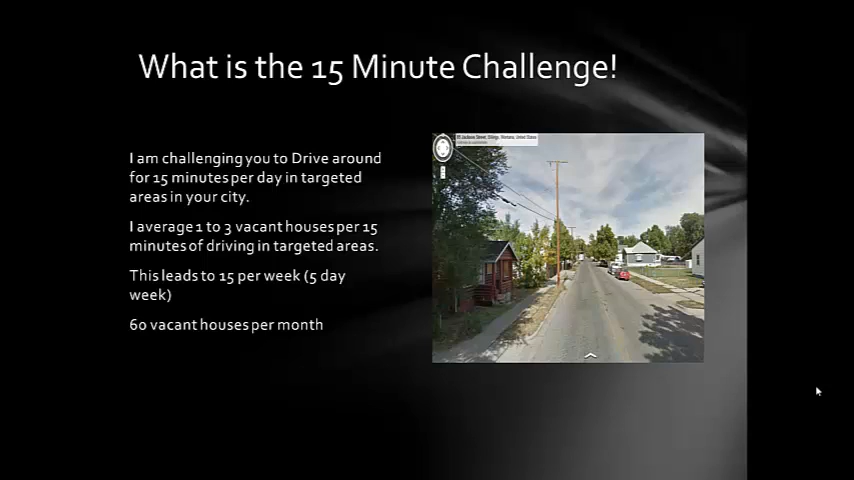 What is the 15 Minute Challenge!
I am challenging you to Drive around
for 15 minutes per day in targeted
areas in your city.
I average 1 to 3 vacant houses per 15
minutes of driving in targeted areas.
This leads to 15 per week (5 day
week)
60 vacant houses per month